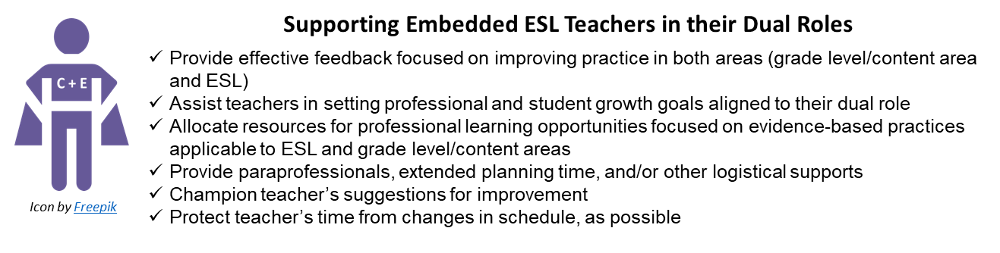 Supporting Embedded ESL Teachers in their Dual Roles
✓ Provide effective feedback focused on improving practice in both areas (grade level/content area
and ESL)
✓ Assist teachers in setting professional and student growth goals aligned to their dual role
✓ Allocate resources for professional learning opportunities focused on evidence-based practices
applicable to ESL and grade level/content areas
✓ Provide paraprofessionals, extended planning time, and/or other logistical supports
✓ Champion teacher’s suggestions for improvement
✓ Protect teacher’s time from changes in schedule, as possible
C + E
Icon by Freepik